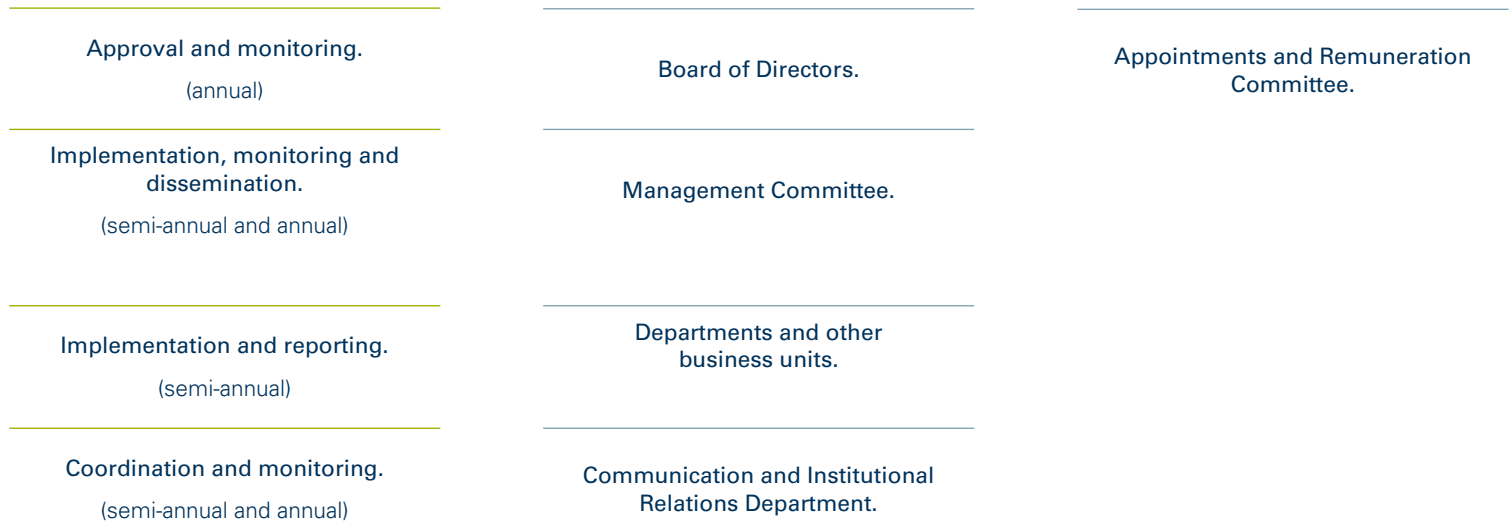 Approval and monitoring.
(annual)
Board of Directors.
Appointments and Remuneration
Committee.
Implementation, monitoring and
dissemination.
(semi-annual and annual)
Management Committee.
Implementation and reporting.
(semi-annual)
Departments and other
business units.
Coordination and monitoring.
(semi-annual and annual)
Communication and Institutional
Relations Department.